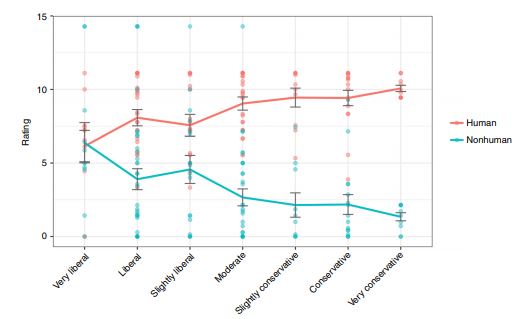 15
10
5
0
Rating
Very liberal
Liberal
Slightly liberal
Moderate
Slightly conservative
Conservative
Very conservative
Human
Nonhuman